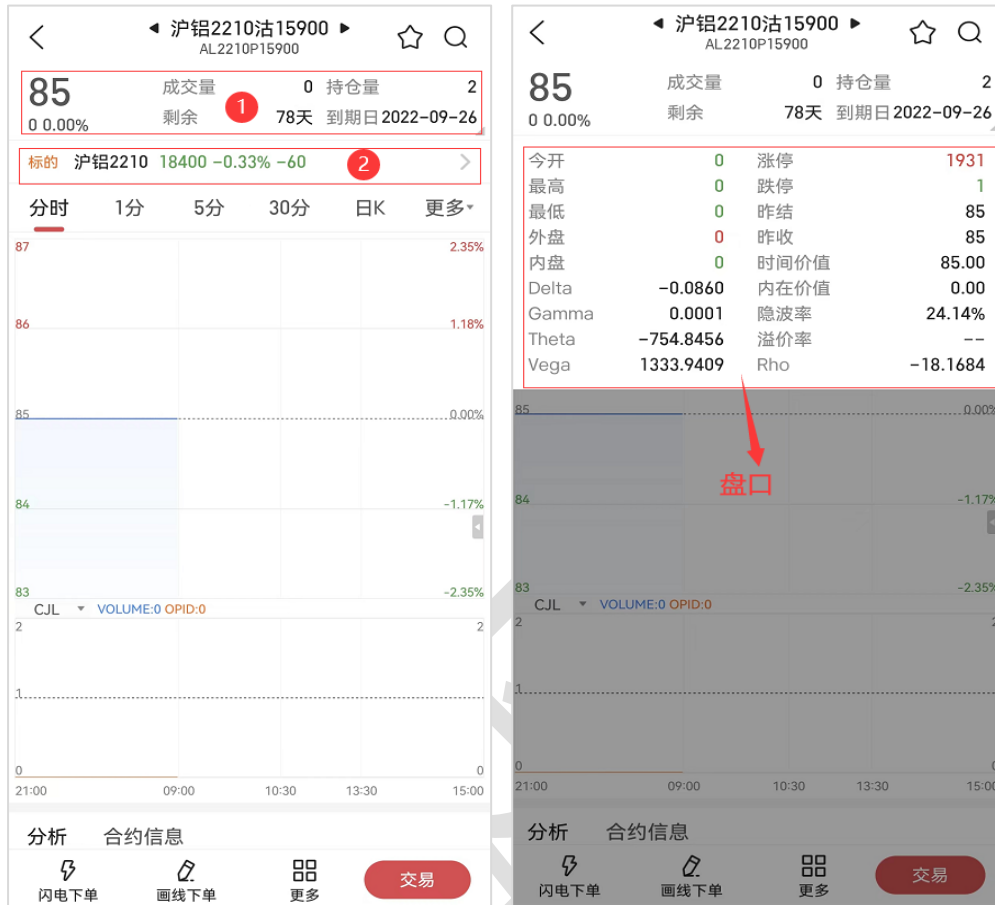 沪铝2210沽15900
AL2210P15900
85
成交量 0 持仓量 2
0 0.00%
剩余 78天 到期日 2022-09-26
1
标的 沪铝2210 18400 -0.33% -60
2
分时 1分 5分 30分 日K 更多
87 2.35%
86 1.18%
85 0.00%
84 -1.17%
83 -2.35%
CJL VOLUME:0 OPID:0
2 2
1
0 0
21:00 09:00 10:30 13:30 15:00
分析 合约信息
闪电下单 画线下单 更多 交易
沪铝2210沽15900
AL2210P15900
85
成交量 0 持仓量 2
0 0.00%
剩余 78天 到期日 2022-09-26
今开 0 涨停 1931
最高 0 跌停 1
最低 0 昨结 85
外盘 0 昨收 85
内盘 0 时间价值 85.00
Delta -0.0860 内在价值 0.00
Gamma 0.0001 隐波率 24.14%
Theta -754.8456 溢价率 --
Vega 1333.9409 Rho -18.1684
85 0.00%
盘口
84 -1.17%
83 -2.35%
CJL VOLUME:0 OPID:0
2
1
0
21:00 09:00 10:30 13:30 15:00
分析 合约信息
闪电下单 画线下单 更多 交易